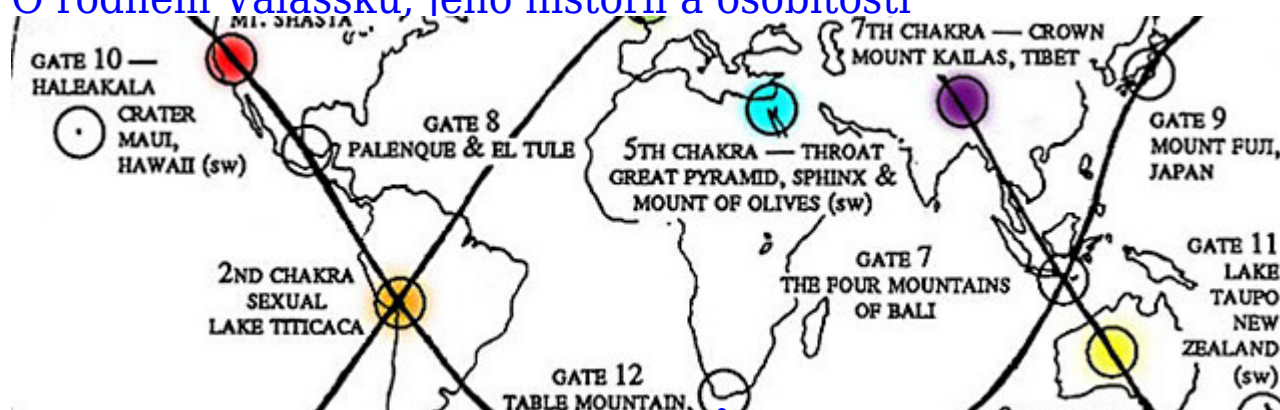 O rodném Valašsku, jeho historii a osobitosti
MT. SHASTA
GATE 10 —
HALEAKALA
CRATER
MAUI,
HAWAII (sw)
GATE 8
PALENQUE & EL TULE
7TH CHAKRA — CROWN
MOUNT KAILAS, TIBET
5TH CHAKRA — THROAT
GREAT PYRAMID, SPHINX &
MOUNT OF OLIVES (sw)
GATE 9
MOUNT FUJI,
JAPAN
2ND CHAKRA
SEXUAL
LAKE TITICACA
GATE 7
THE FOUR MOUNTAINS
OF BALI
GATE 11
LAKE
TAUPO
NEW
ZEALAND
(sw)
GATE 12
TABLE MOUNTAIN,